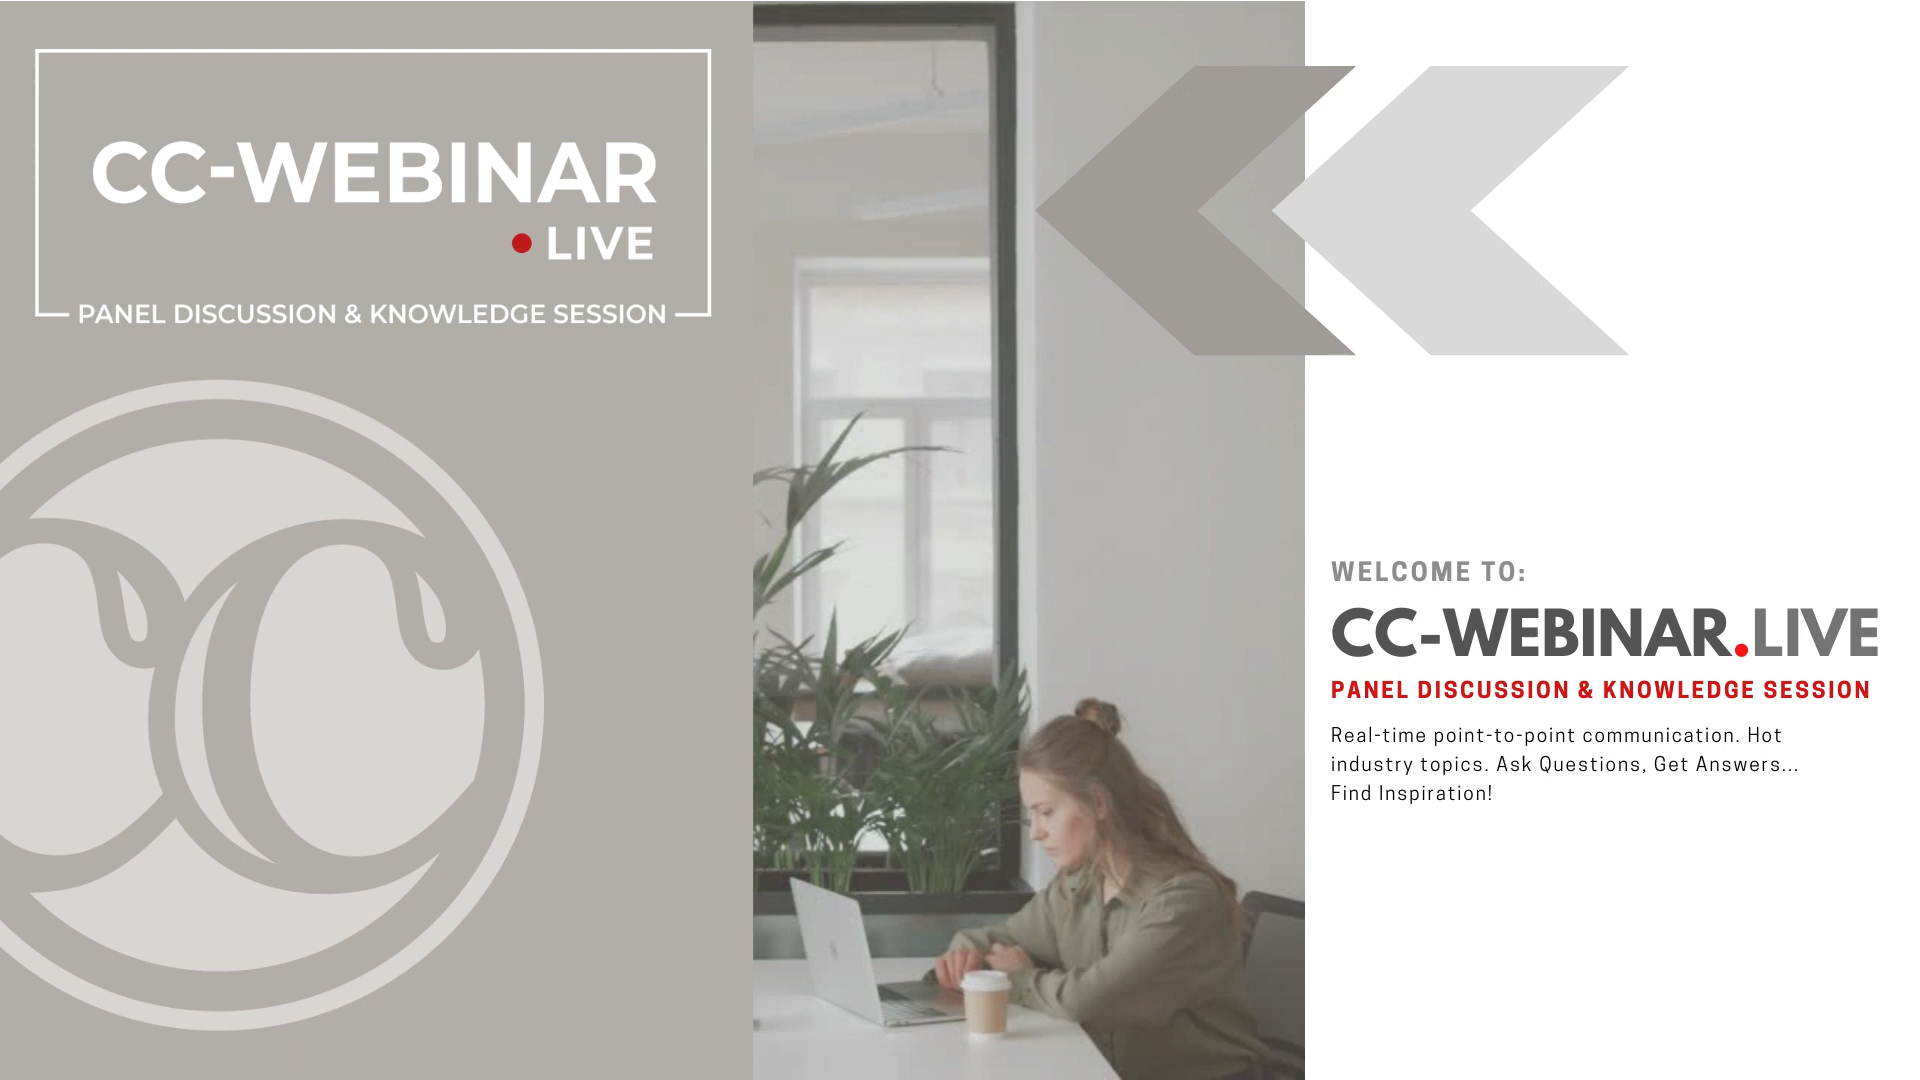 CC-WEBINAR
LIVE
PANEL DISCUSSION & KNOWLEDGE SESSION
WELCOME TO:
CC-WEBINAR.LIVE
PANEL DISCUSSION & KNOWLEDGE SESSION
Real-time point-to-point communication. Hot
industry topics. Ask Questions, Get Answers...
Find Inspiration!
CC